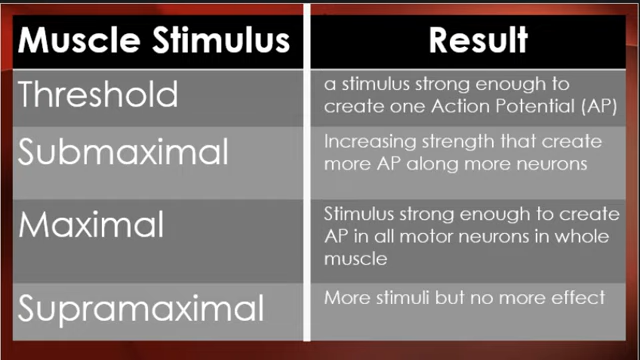 Muscle Stimulus
Result
Threshold
a stimulus strong enough to
create one Action Potential (AP)
Submaximal
Increasing strength that create
more AP along more neurons
Maximal
Stimulus strong enough to create
AP in all motor neurons in whole
muscle
Supramaximal
More stimuli but no more effect